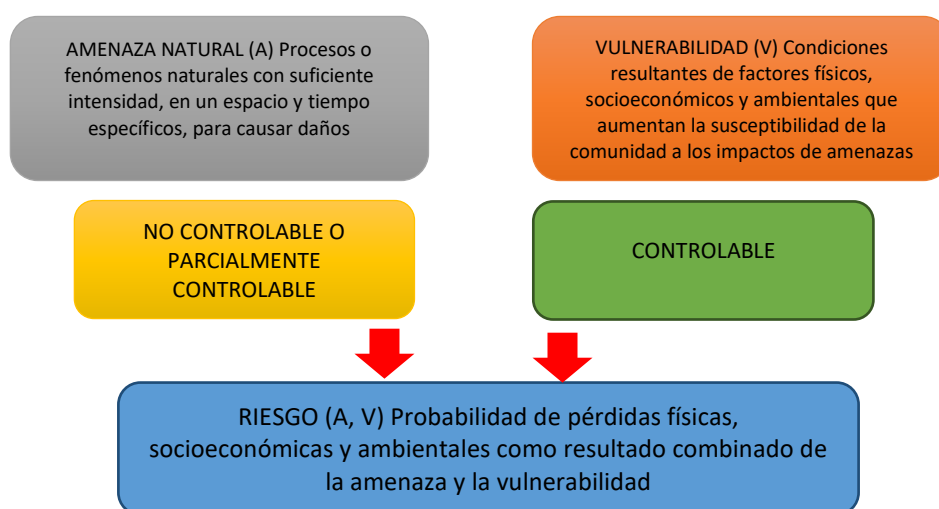 AMENAZA NATURAL (A) Procesos o
fenómenos naturales con suficiente
intensidad, en un espacio y tiempo
específicos, para causar daños
VULNERABILIDAD (V) Condiciones
resultantes de factores físicos,
socioeconómicos y ambientales que
aumentan la susceptibilidad de la
comunidad a los impactos de amenazas
NO CONTROLABLE O
PARCIALMENTE
CONTROLABLE
CONTROLABLE
RIESGO (A, V) Probabilidad de pérdidas físicas,
socioeconómicas y ambientales como resultado combinado de
la amenaza y la vulnerabilidad